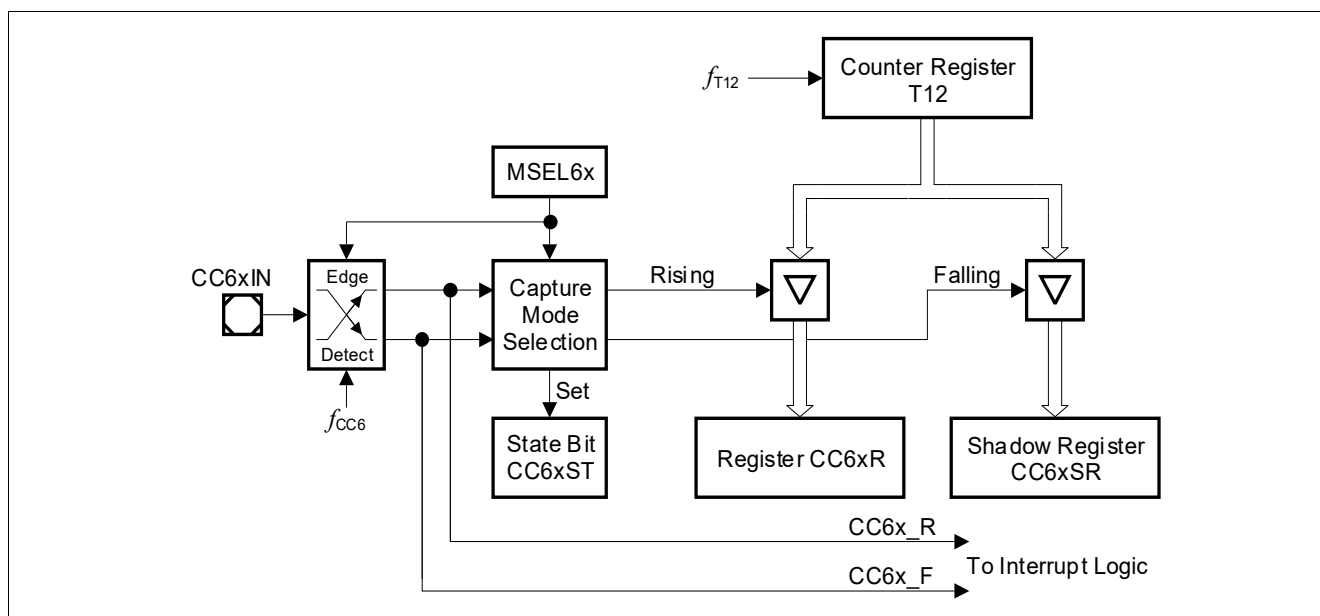 Counter Register
T12
fT12
MSEL6x
CC6xIN
Edge
Detect
Capture
Mode
Selection
Rising
Falling
fCC6
Set
State Bit
CC6xST
Register CC6xR
Shadow Register
CC6xSR
CC6x_R
To Interrupt Logic
CC6x_F